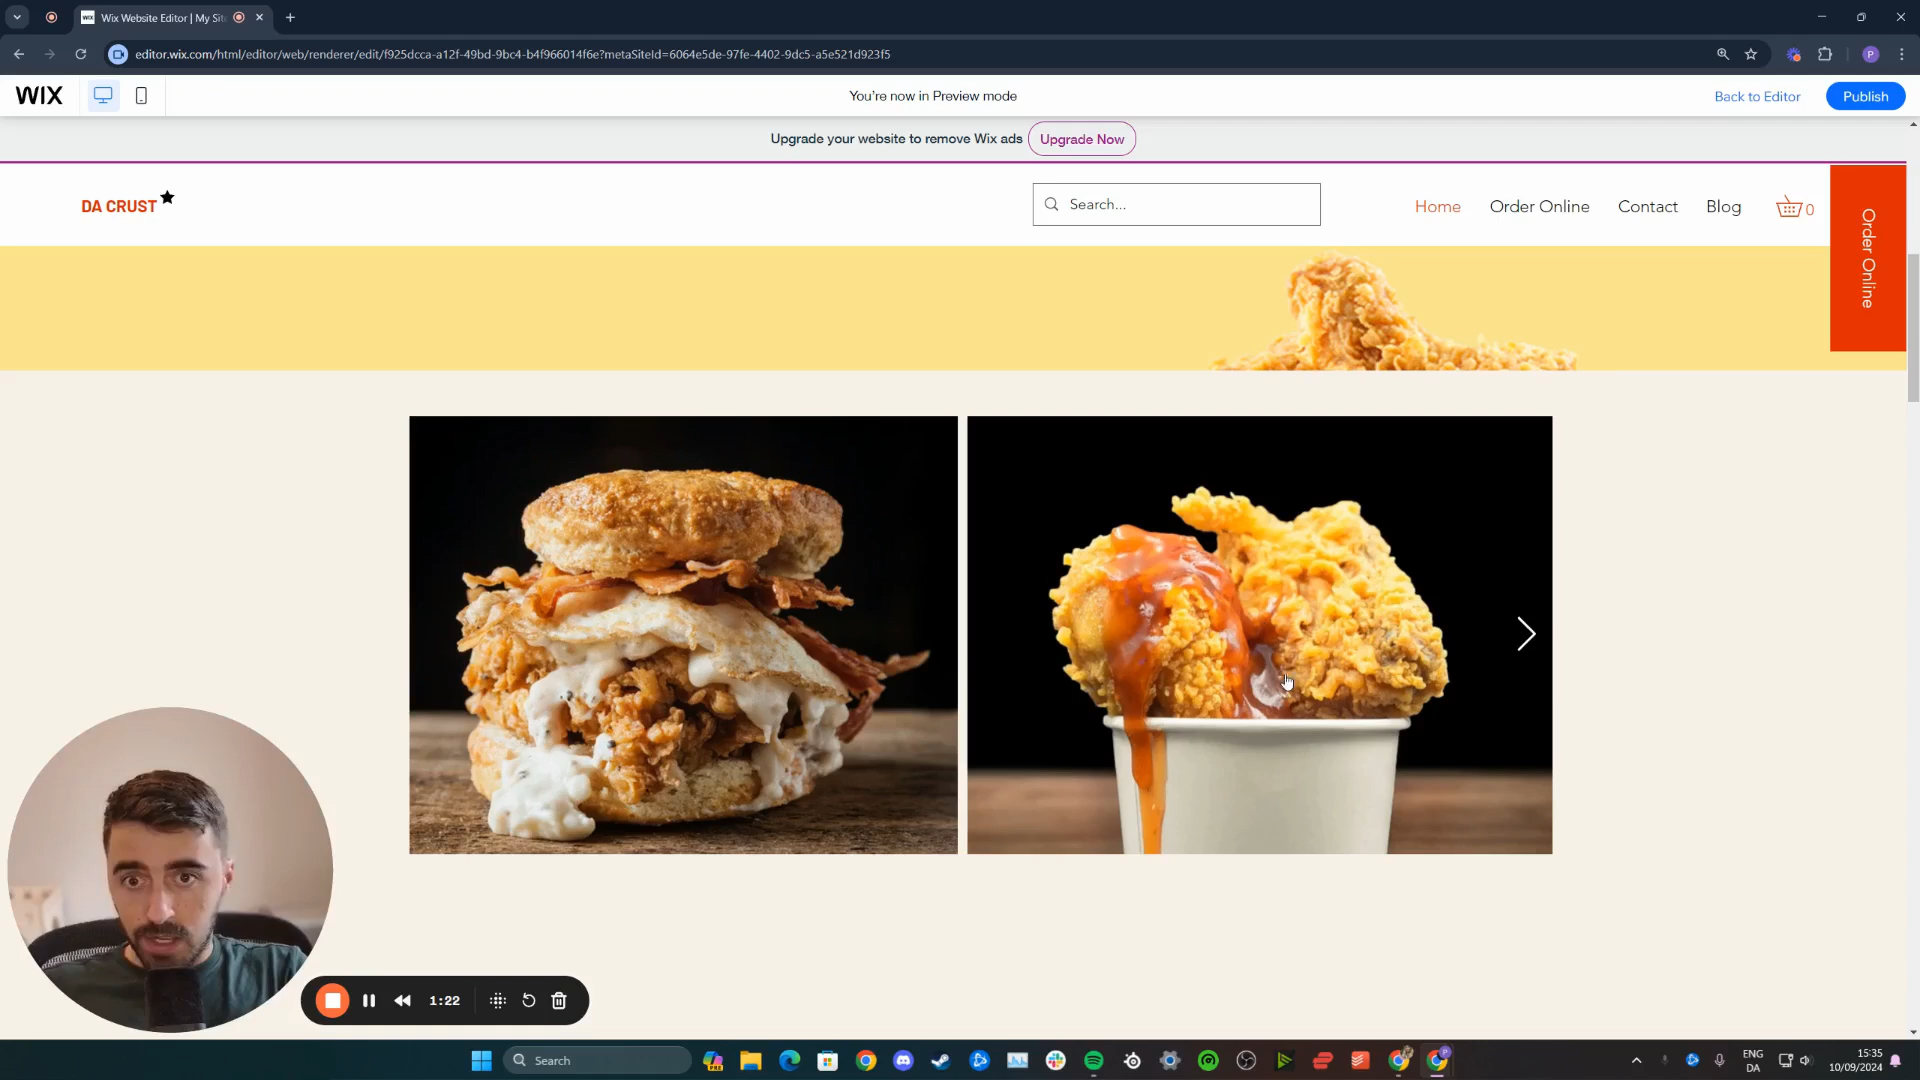 Wix Website Editor | My Sit
editor.wix.com/html/editor/web/renderer/edit/f925dcca-a12f-49bd-9bc4-b4f966014f6e?metaSiteId=6064e5de-97fe-4402-9dc5-a5e521d923f5
P
WIX
You're now in Preview mode
Back to Editor
Publish
Upgrade your website to remove Wix ads
Upgrade Now
DA CRUST
Search...
Home
Order Online
Contact
Blog
0
Order Online
1:22
Search
ENG
DA
15:35
10/09/2024